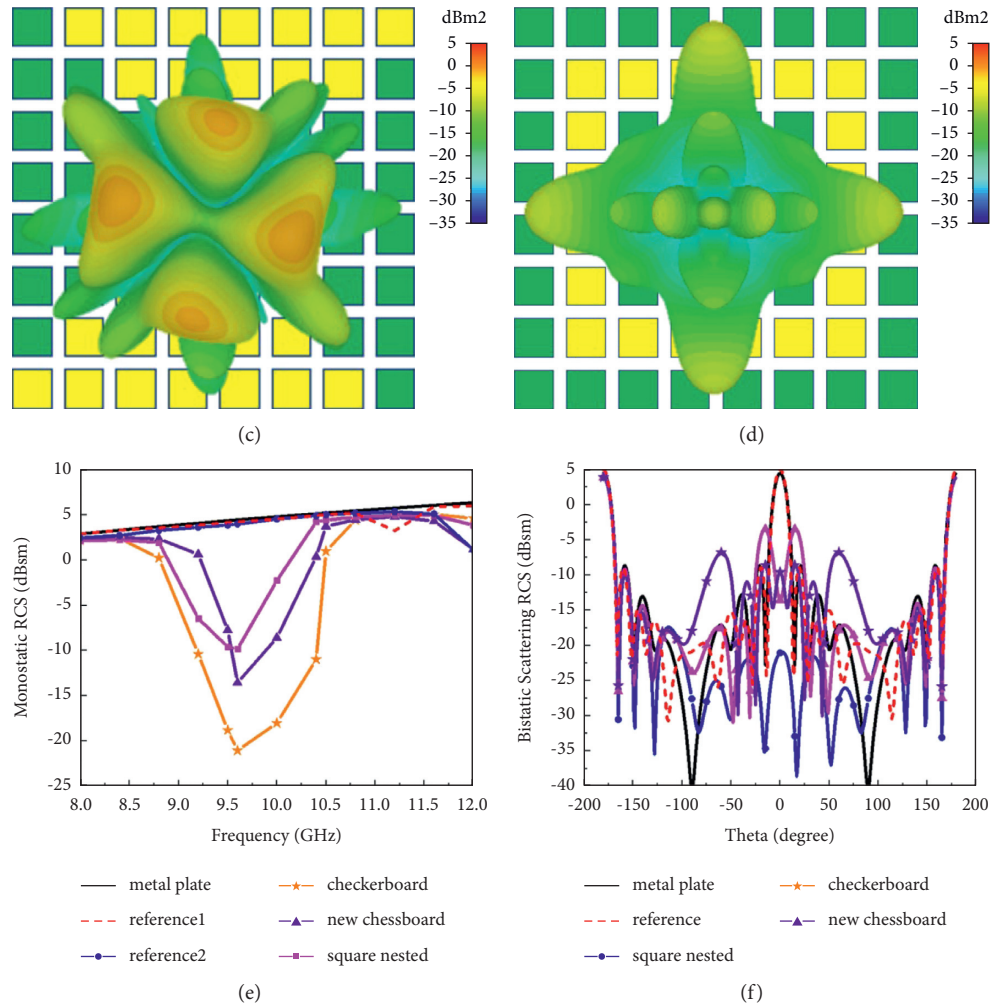 dBm2
5
0
−5
−10
−15
−20
−25
−30
−35
(c)
dBm2
5
0
−5
−10
−15
−20
−25
−30
−35
(d)
10
5
0
-5
-10
-15
-20
-25
Monostatic RCS (dBsm)
8.0 8.5 9.0 9.5 10.0 10.5 11.0 11.5 12.0
Frequency (GHz)
metal plate
checkerboard
reference1
new chessboard
reference2
square nested
(e)
5
0
-5
-10
-15
-20
-25
-30
-35
-40
Bistatic Scattering RCS (dBsm)
-200 -150 -100 -50 0 50 100 150 200
Theta (degree)
metal plate
checkerboard
reference
new chessboard
square nested
(f)